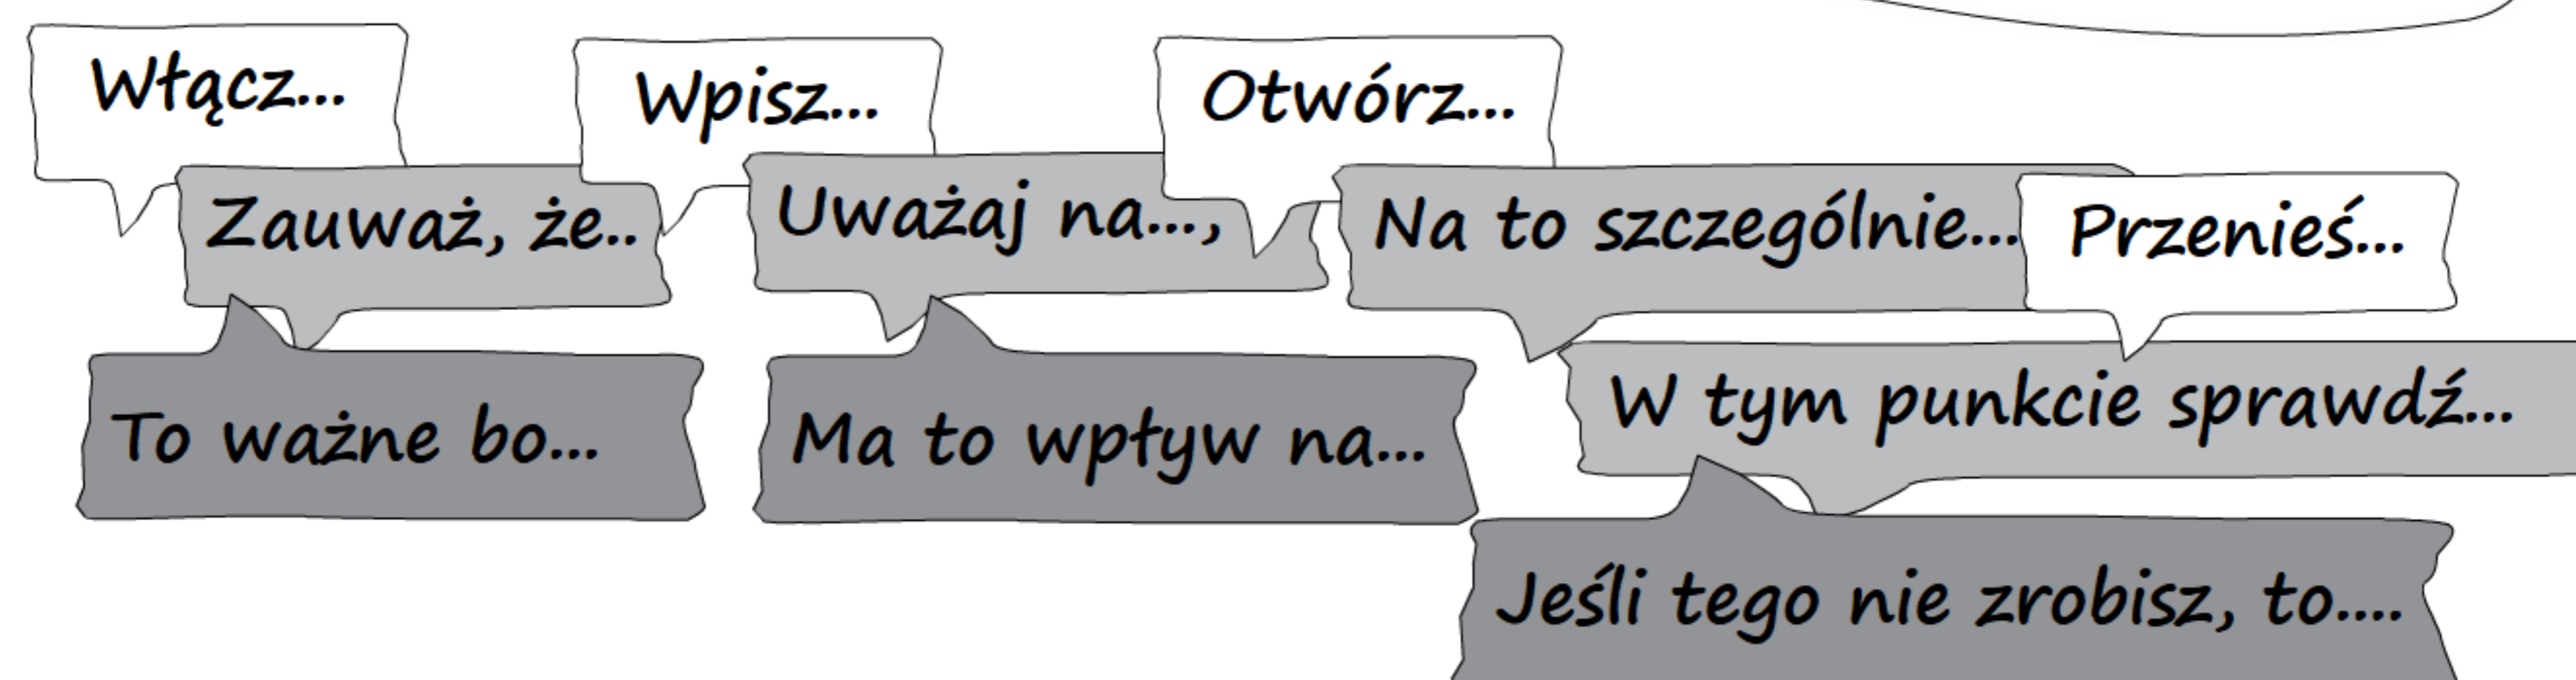 Włącz...
Wpisz...
Otwórz...
Zauważ, że..
Uważaj na...,
Na to szczególnie...
Przenieś...
To ważne bo...
Ma to wpływ na...
W tym punkcie sprawdź...
Jeśli tego nie zrobisz, to....